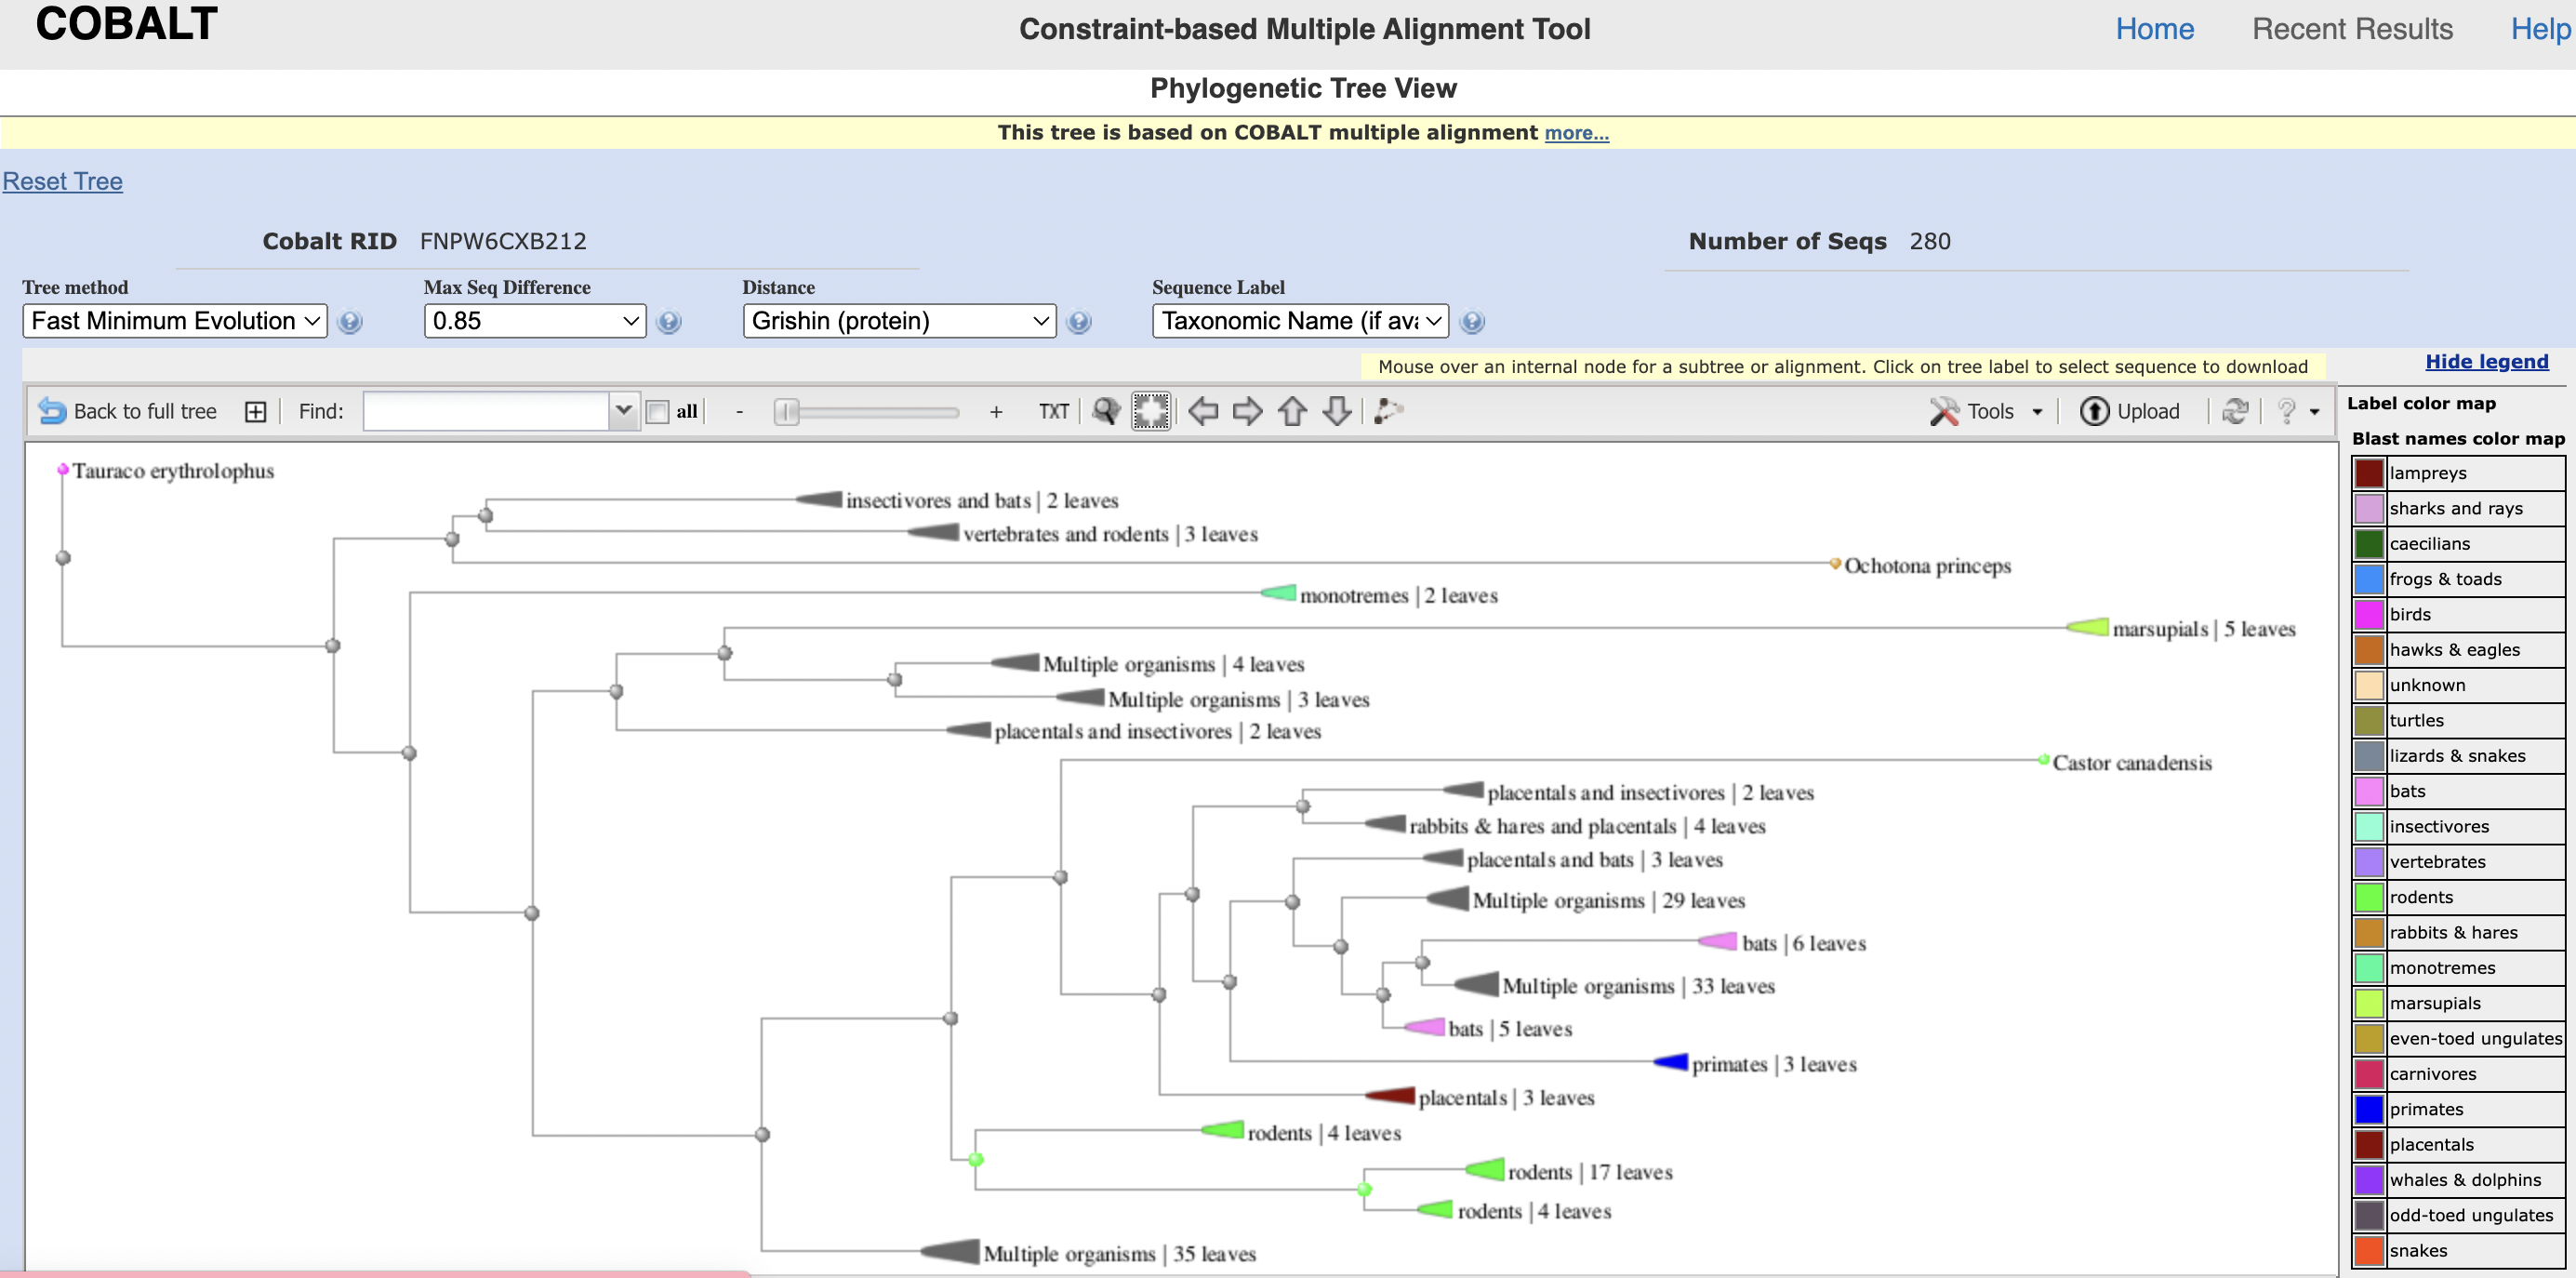 COBALT
Constraint-based Multiple Alignment Tool
Home Recent Results Help
Phylogenetic Tree View
This tree is based on COBALT multiple alignment more...
Reset Tree
Cobalt RID FNPW6CXB212
Number of Seqs 280
Tree method Max Seq Difference Distance Sequence Label
Fast Minimum Evolution 0.85 Grishin (protein) Taxonomic Name (if ava
Mouse over an internal node for a subtree or alignment. Click on tree label to select sequence to download
Hide legend
Back to full tree Find: all - + TXT Tools Upload ?
Tauraco erythrolophus
insectivores and bats | 2 leaves
vertebrates and rodents | 3 leaves
Ochotona princeps
monotremes | 2 leaves
marsupials | 5 leaves
Multiple organisms | 4 leaves
Multiple organisms | 3 leaves
placentals and insectivores | 2 leaves
Castor canadensis
placentals and insectivores | 2 leaves
rabbits & hares and placentals | 4 leaves
placentals and bats | 3 leaves
Multiple organisms | 29 leaves
bats | 6 leaves
Multiple organisms | 33 leaves
bats | 5 leaves
primates | 3 leaves
placentals | 3 leaves
rodents | 4 leaves
rodents | 17 leaves
rodents | 4 leaves
Multiple organisms | 35 leaves
Label color map
Blast names color map
lampreys
sharks and rays
caecilians
frogs & toads
birds
hawks & eagles
unknown
turtles
lizards & snakes
bats
insectivores
vertebrates
rodents
rabbits & hares
monotremes
marsupials
even-toed ungulates
carnivores
primates
placentals
whales & dolphins
odd-toed ungulates
snakes